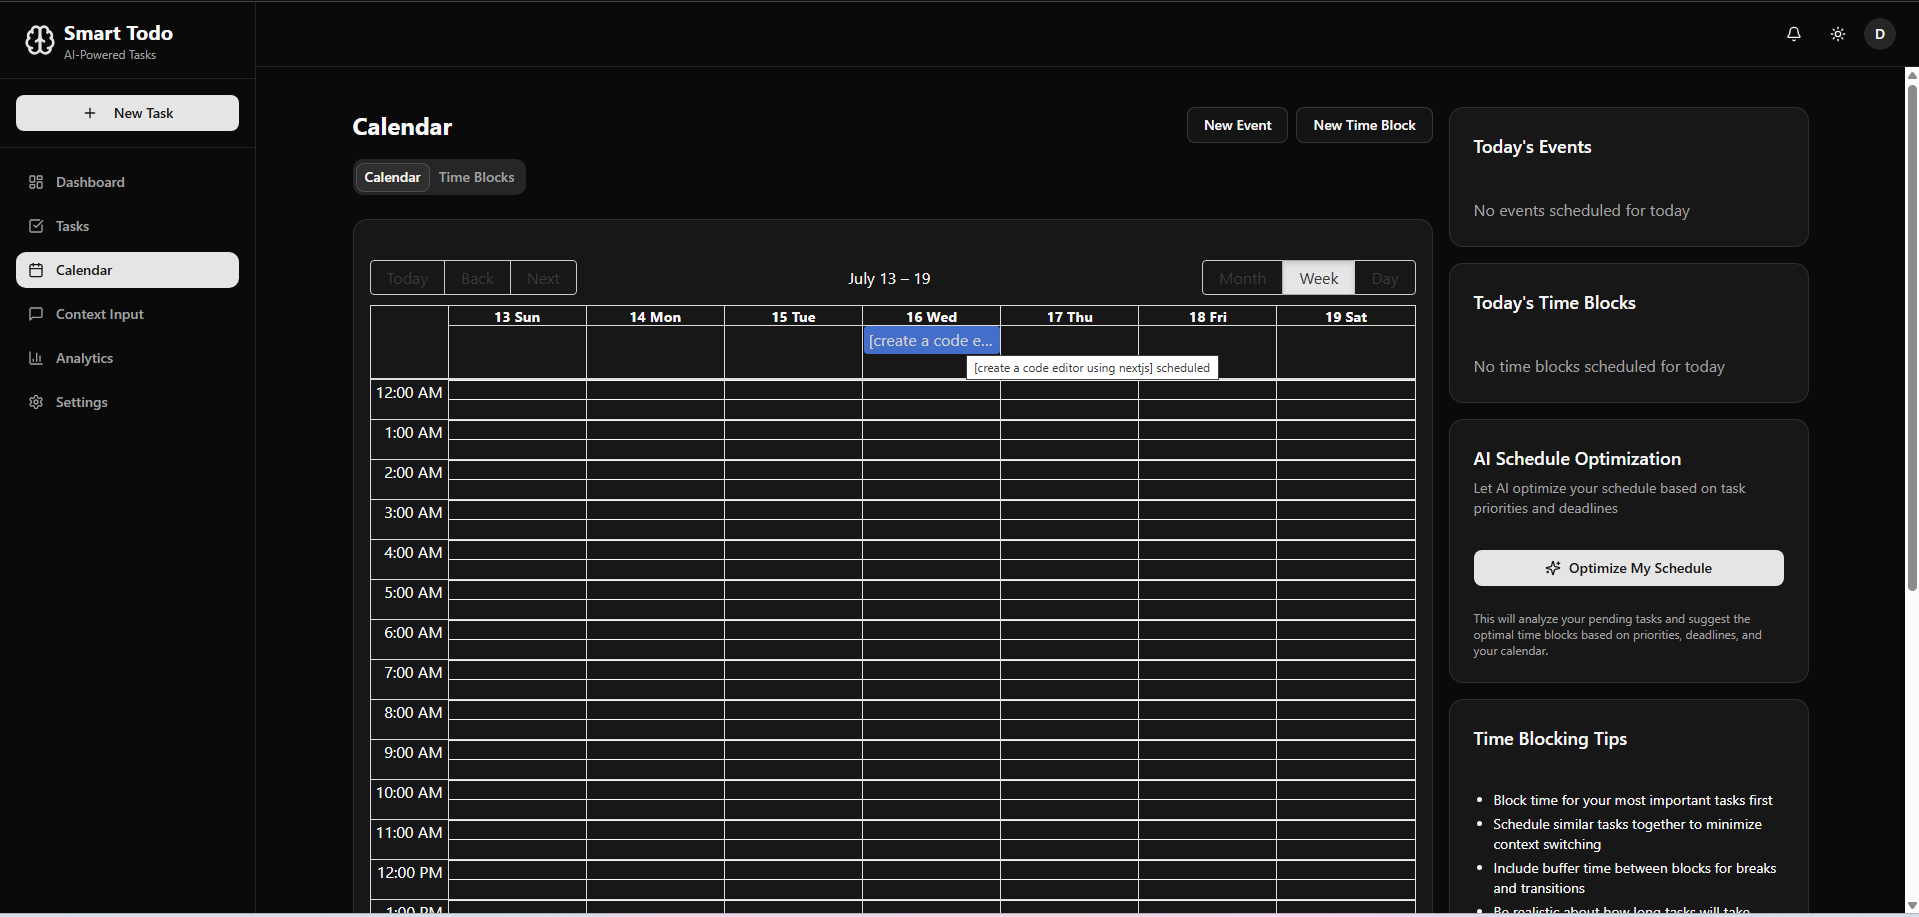 Smart Todo
AI-Powered Tasks
D
New Task
Dashboard
Tasks
Calendar
Context Input
Analytics
Settings
Calendar
New Event
New Time Block
Calendar
Time Blocks
Today
Back
Next
July 13 – 19
Month
Week
Day
13 Sun
14 Mon
15 Tue
16 Wed
17 Thu
18 Fri
19 Sat
[create a code e...
[create a code editor using nextjs] scheduled
12:00 AM
1:00 AM
2:00 AM
3:00 AM
4:00 AM
5:00 AM
6:00 AM
7:00 AM
8:00 AM
9:00 AM
10:00 AM
11:00 AM
12:00 PM
1:00 PM
Today's Events
No events scheduled for today
Today's Time Blocks
No time blocks scheduled for today
AI Schedule Optimization
Let AI optimize your schedule based on task
priorities and deadlines
Optimize My Schedule
This will analyze your pending tasks and suggest the
optimal time blocks based on priorities, deadlines, and
your calendar.
Time Blocking Tips
• Block time for your most important tasks first
• Schedule similar tasks together to minimize
context switching
• Include buffer time between blocks for breaks
and transitions
• Be realistic about how long tasks will take